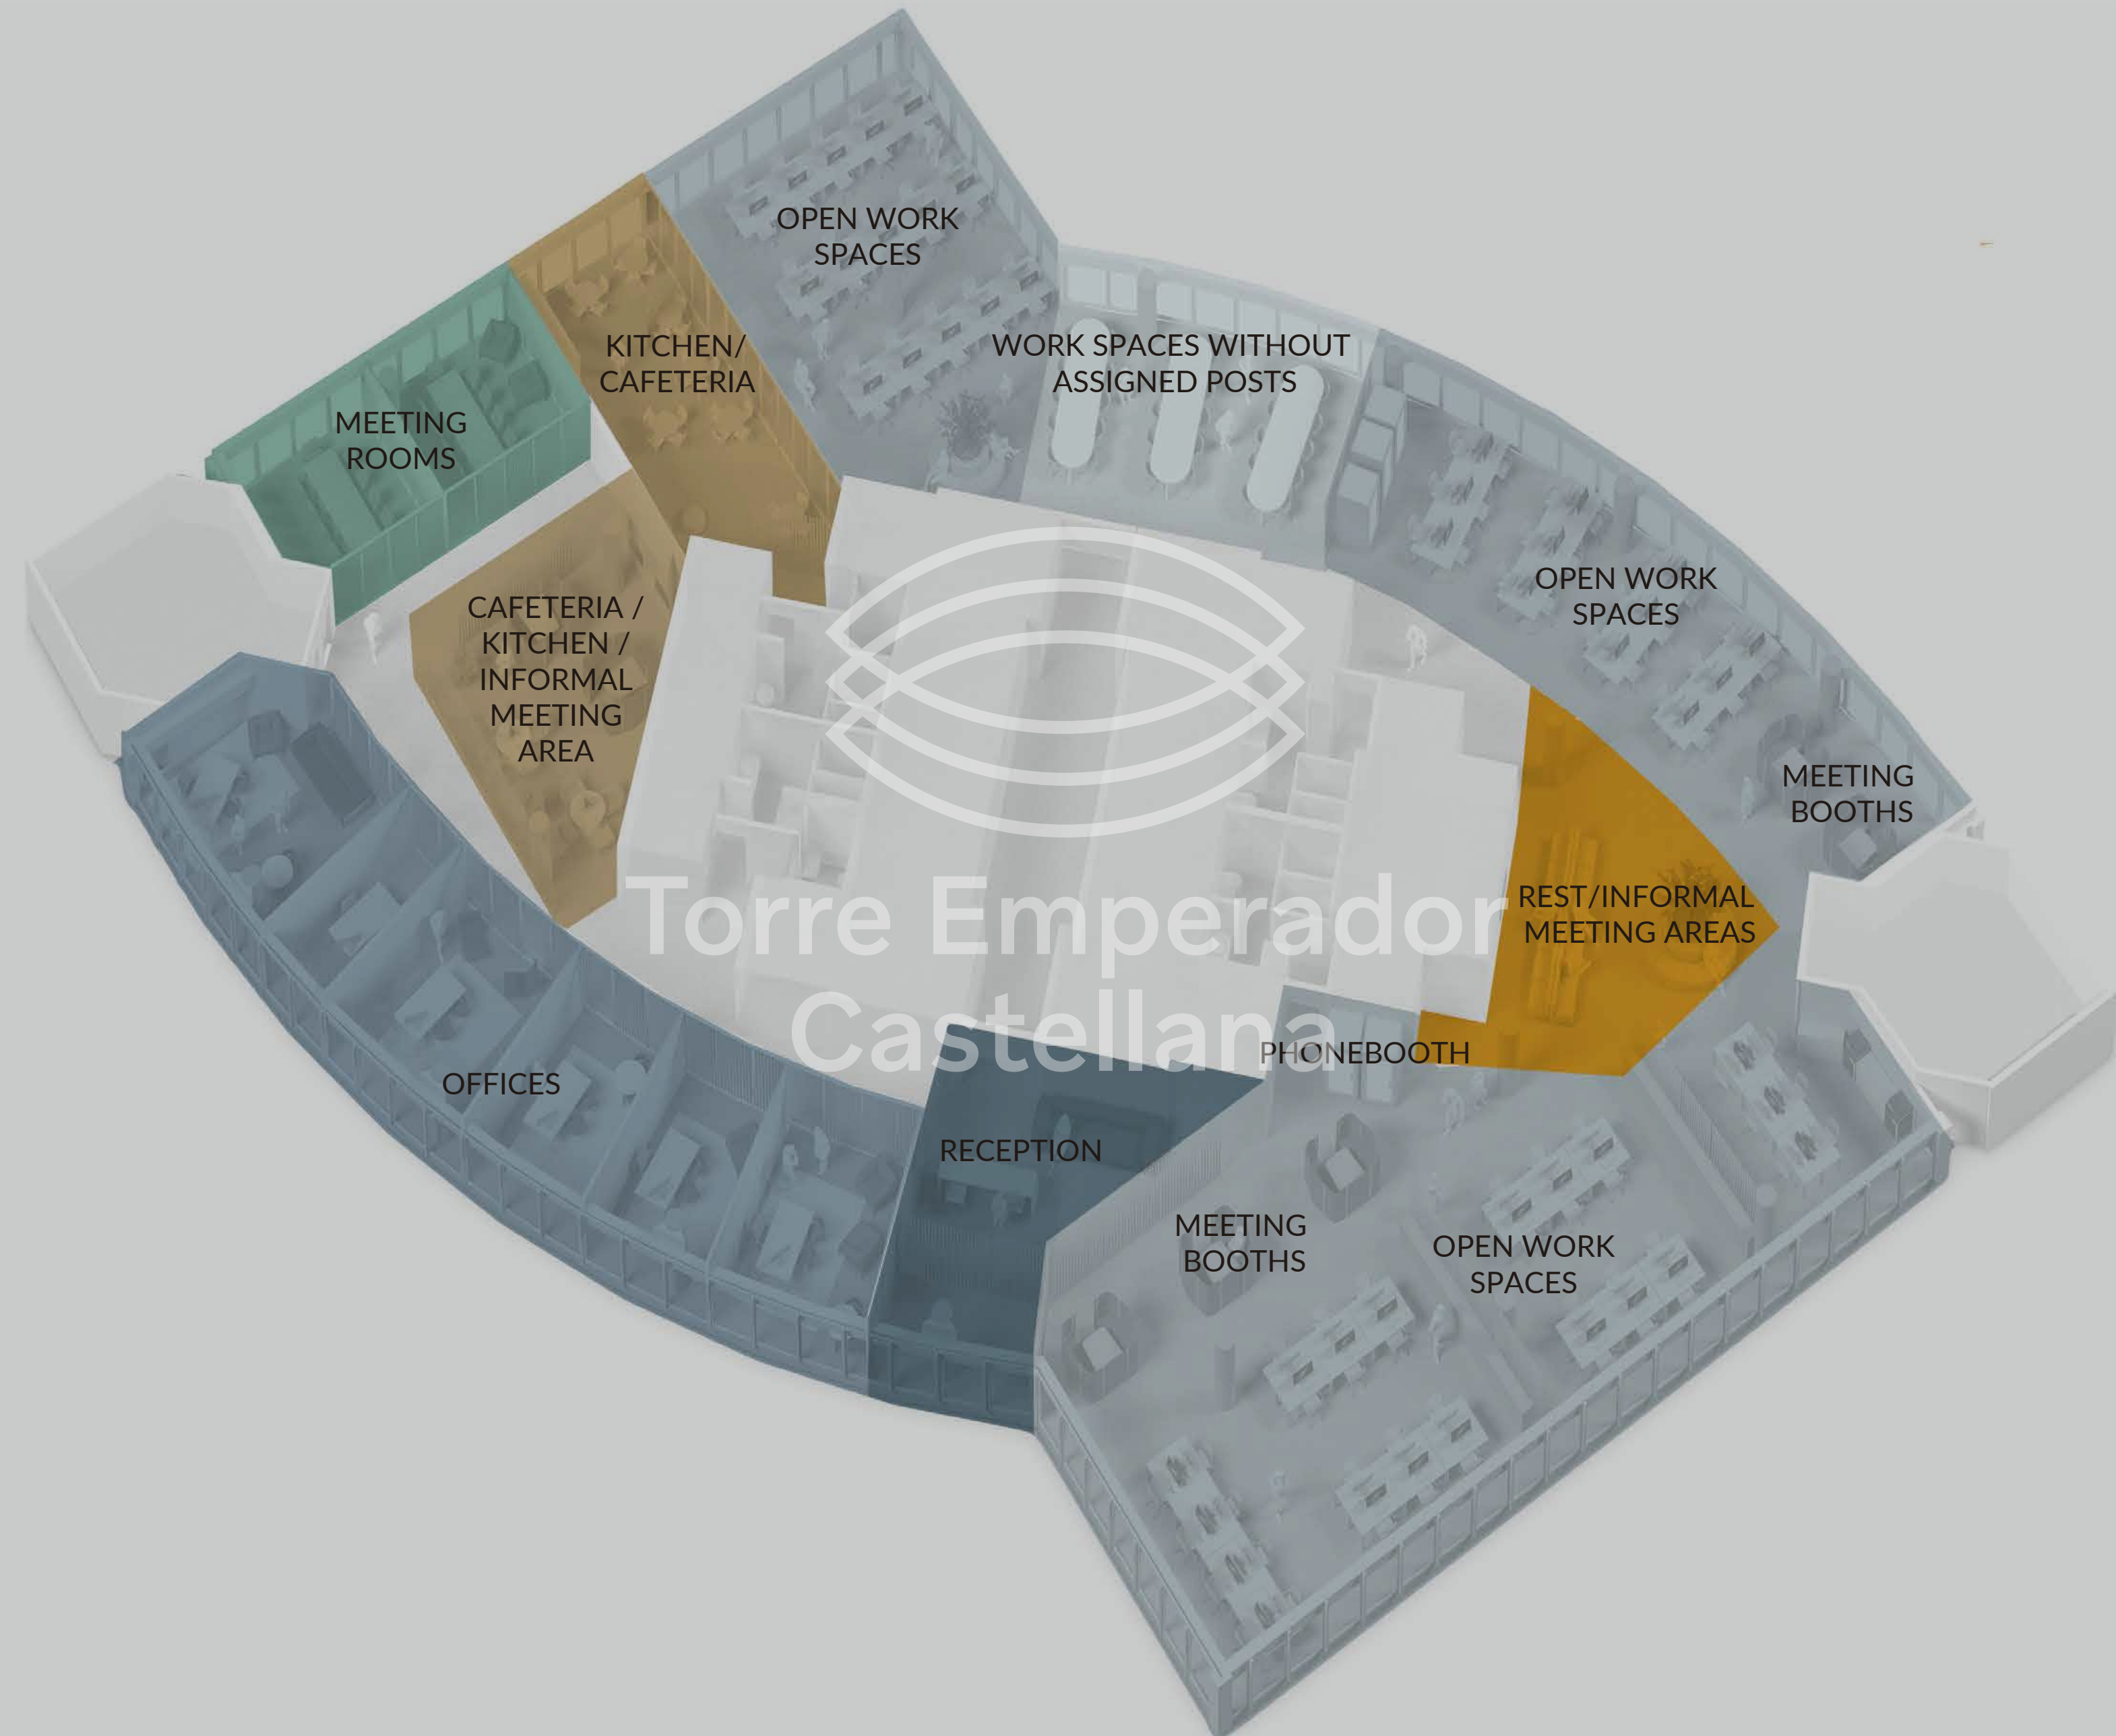 OPEN WORK
SPACES
KITCHEN/
CAFETERIA
WORK SPACES WITHOUT
ASSIGNED POSTS
MEETING
ROOMS
OPEN WORK
SPACES
CAFETERIA /
KITCHEN /
INFORMAL
MEETING
AREA
MEETING
BOOTHS
REST/INFORMAL
MEETING AREAS
Torre Emperador
Castellana
PHONEBOOTH
OFFICES
RECEPTION
MEETING
BOOTHS
OPEN WORK
SPACES